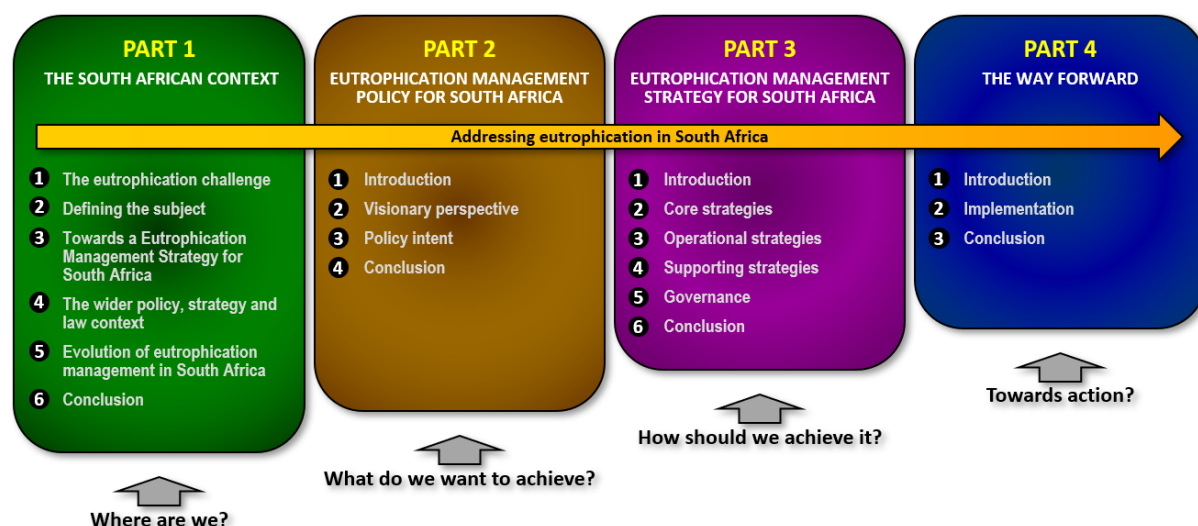 PART 1
THE SOUTH AFRICAN CONTEXT
PART 2
EUTROPHICATION MANAGEMENT
POLICY FOR SOUTH AFRICA
PART 3
EUTROPHICATION MANAGEMENT
STRATEGY FOR SOUTH AFRICA
PART 4
THE WAY FORWARD
Addressing eutrophication in South Africa
1 The eutrophication challenge
2 Defining the subject
3 Towards a Eutrophication
Management Strategy for
South Africa
4 The wider policy, strategy and
law context
5 Evolution of eutrophication
management in South Africa
6 Conclusion
1 Introduction
2 Visionary perspective
3 Policy intent
4 Conclusion
1 Introduction
2 Core strategies
3 Operational strategies
4 Supporting strategies
5 Governance
6 Conclusion
1 Introduction
2 Implementation
3 Conclusion
Where are we?
What do we want to achieve?
How should we achieve it?
Towards action?